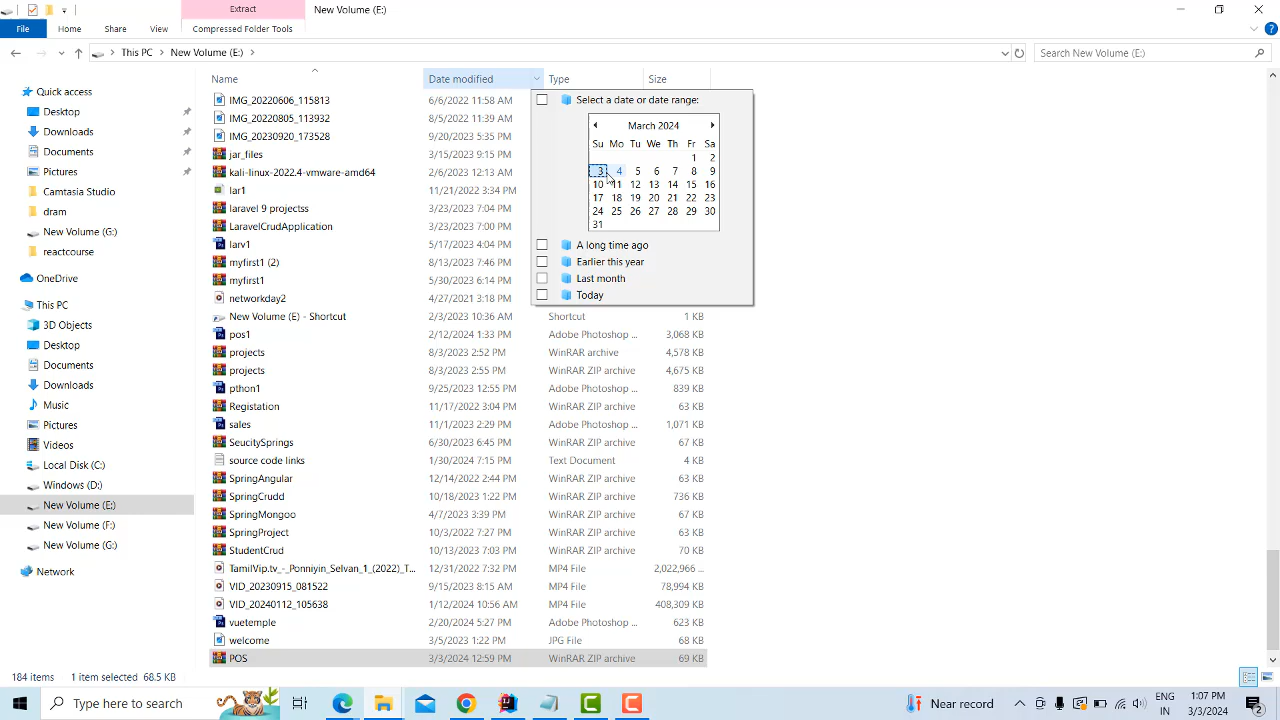 Extract New Volume (E:)
File Home Share View Compressed Folder Tools
This PC New Volume (E:) Search New Volume (E:)
Name Date modified Type Size
Quick access
Desktop
Downloads
Documents
Pictures
Camtasia Studio
dram
New Volume (G:)
reactcourse
OneDrive
This PC
3D Objects
Desktop
Documents
Downloads
Music
Pictures
Videos
Local Disk (C:)
Windows (D:)
New Volume (E:)
New Volume (F:)
New Volume (G:)
Network
IMG_20220606_115813 6/6/2022 11:58 AM
IMG_20220805_113932 8/5/2022 11:39 AM
IMG_20230920_173528 9/20/2023 5:35 PM
jar_files 3/15/2023 9:15 PM
kali-linux-2022.4-vmware-amd64 2/6/2023 12:13 AM
lar1 11/21/2022 3:34 PM
laravel 9 projectss 3/23/2023 7:04 PM
LaravelCrudApplication 3/23/2023 7:00 PM
larv1 5/17/2023 4:04 PM
myfirst1 (2) 8/13/2023 7:46 PM
myfirst1 5/30/2023 6:14 PM
networkday2 4/27/2021 3:18 PM
New Volume (E) - Shortcut 2/3/2023 10:36 AM Shortcut 1 KB
pos1 2/12/2024 1:33 PM Adobe Photoshop ... 3,068 KB
projects 8/3/2023 2:52 PM WinRAR archive 4,578 KB
projects 8/3/2023 2:51 PM WinRAR ZIP archive 4,675 KB
pthon1 9/25/2023 12:55 PM Adobe Photoshop ... 839 KB
Registation 11/17/2022 3:04 PM WinRAR ZIP archive 63 KB
sales 11/1/2023 2:29 PM Adobe Photoshop ... 1,071 KB
SeucitySprings 6/30/2023 6:45 PM WinRAR ZIP archive 67 KB
source code links 1/30/2024 7:15 PM Text Document 4 KB
SpringAngular 12/14/2022 2:44 PM WinRAR ZIP archive 63 KB
SpringCrudd 10/18/2023 1:22 PM WinRAR ZIP archive 736 KB
SpringMongoo 4/7/2023 3:39 PM WinRAR ZIP archive 67 KB
SpringProject 10/3/2022 7:27 PM WinRAR ZIP archive 63 KB
StudentCrud 10/13/2023 7:03 PM WinRAR ZIP archive 70 KB
TamilVip.tv_-_Ponniyin_Selvan_1_(2022)_T... 12/31/2022 7:32 PM MP4 File 2,022,966 ...
VID_20230915_081522 9/15/2023 8:15 AM MP4 File 78,994 KB
VID_20240112_105638 1/12/2024 10:56 AM MP4 File 408,309 KB
vuetemple 2/20/2024 5:27 PM Adobe Photoshop ... 623 KB
welcome 3/5/2023 1:22 PM JPG File 68 KB
POS 3/3/2024 12:59 PM WinRAR ZIP archive 69 KB
Select a date or date range:
March 2024
Su Mo Tu We Th Fr Sa
1 2
3 4 5 6 7 8 9
10 11 12 13 14 15 16
17 18 19 20 21 22 23
24 25 26 27 28 29 30
31
A long time ago
Earlier this year
Last month
Today
184 items 1 item selected 68.5 KB
Type here to search Near record ENG IN 1:07 PM 3/3/2024 2